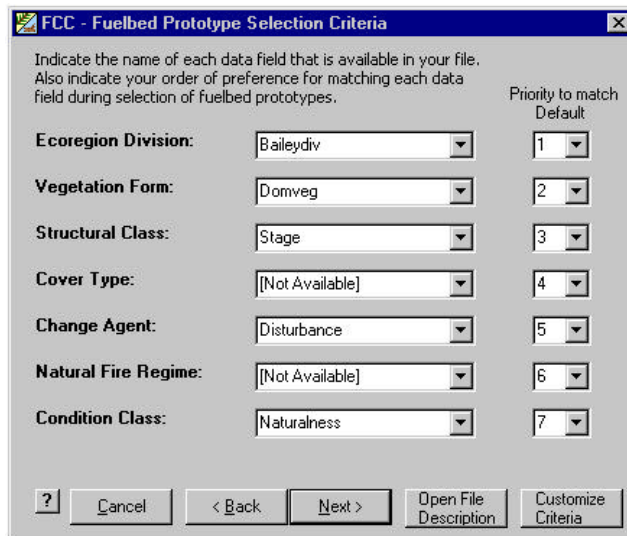 FCC - Fuelbed Prototype Selection Criteria
Indicate the name of each data field that is available in your file.
Also indicate your order of preference for matching each data
field during selection of fuelbed prototypes.
Priority to match
Default
Ecoregion Division: Baileydiv 1
Vegetation Form: Domveg 2
Structural Class: Stage 3
Cover Type: [Not Available] 4
Change Agent: Disturbance 5
Natural Fire Regime: [Not Available] 6
Condition Class: Naturalness 7
? Cancel < Back Next > Open File Customize
Description Criteria